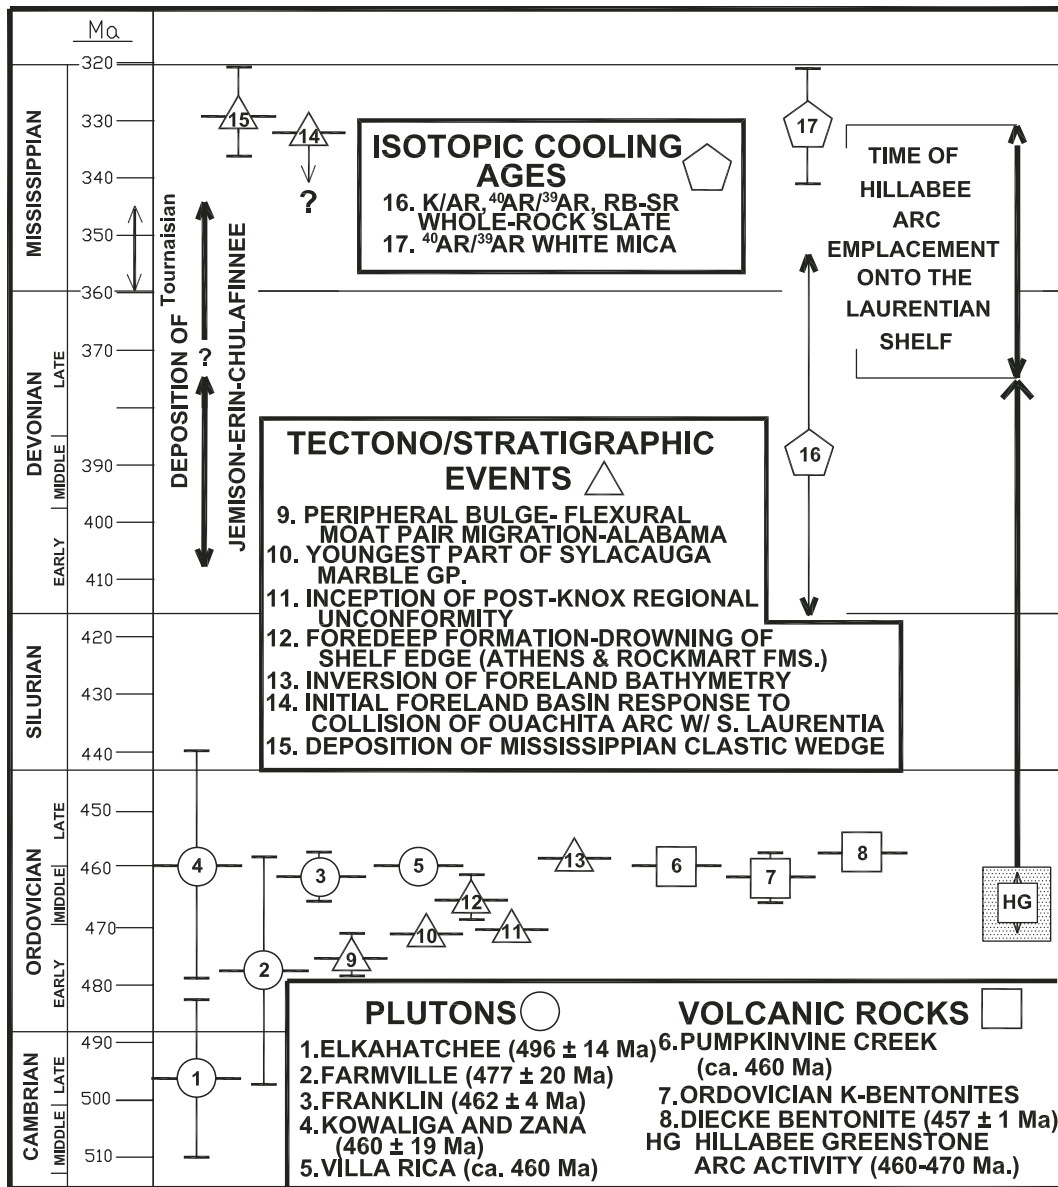 Ma
320
330
340
350
360
370
390
400
410
420
430
440
450
460
470
480
490
500
510
MISSISSIPPIAN
DEVONIAN
LATE
MIDDLE
EARLY
SILURIAN
ORDOVICIAN
LATE
MIDDLE
EARLY
CAMBRIAN
LATE
MIDDLE
Tournaisian
DEPOSITION OF
JEMISON-ERIN-CHULAFINNEE
?
15
14
?
ISOTOPIC COOLING
AGES
16. K/AR, ⁴⁰AR/³⁹AR, RB-SR
WHOLE-ROCK SLATE
17. ⁴⁰AR/³⁹AR WHITE MICA
17
16
TIME OF
HILLABEE
ARC
EMPLACEMENT
ONTO THE
LAURENTIAN
SHELF
TECTONO/STRATIGRAPHIC
EVENTS
9. PERIPHERAL BULGE- FLEXURAL
MOAT PAIR MIGRATION-ALABAMA
10. YOUNGEST PART OF SYLACAUGA
MARBLE GP.
11. INCEPTION OF POST-KNOX REGIONAL
UNCONFORMITY
12. FOREDEEP FORMATION-DROWNING OF
SHELF EDGE (ATHENS & ROCKMART FMS.)
13. INVERSION OF FORELAND BATHYMETRY
14. INITIAL FORELAND BASIN RESPONSE TO
COLLISION OF OUACHITA ARC W/ S. LAURENTIA
15. DEPOSITION OF MISSISSIPPIAN CLASTIC WEDGE
4
3
5
13
6
7
8
12
10
11
9
2
1
HG
PLUTONS
1.ELKAHATCHEE (496 ± 14 Ma)
2.FARMVILLE (477 ± 20 Ma)
3.FRANKLIN (462 ± 4 Ma)
4.KOWALIGA AND ZANA
(460 ± 19 Ma)
5.VILLA RICA (ca. 460 Ma)
VOLCANIC ROCKS
6.PUMPKINVINE CREEK
(ca. 460 Ma)
7.ORDOVICIAN K-BENTONITES
8.DIECKE BENTONITE (457 ± 1 Ma)
HG HILLABEE GREENSTONE
ARC ACTIVITY (460-470 Ma.)